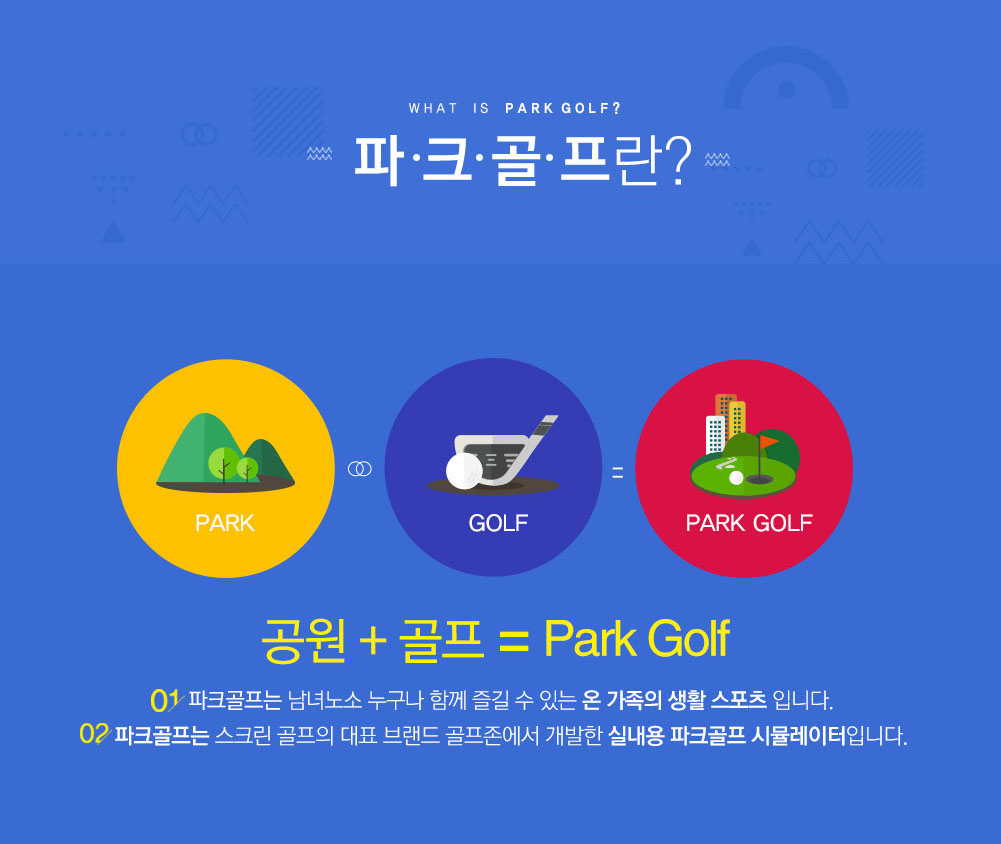 WHAT IS PARK GOLF?
파·크·골·프란?
PARK
GOLF
=
PARK GOLF
공원 + 골프 = Park Golf
01 파크골프는 남녀노소 누구나 함께 즐길 수 있는 온 가족의 생활 스포츠 입니다.
02 파크골프는 스크린 골프의 대표 브랜드 골프존에서 개발한 실내용 파크골프 시뮬레이터입니다.